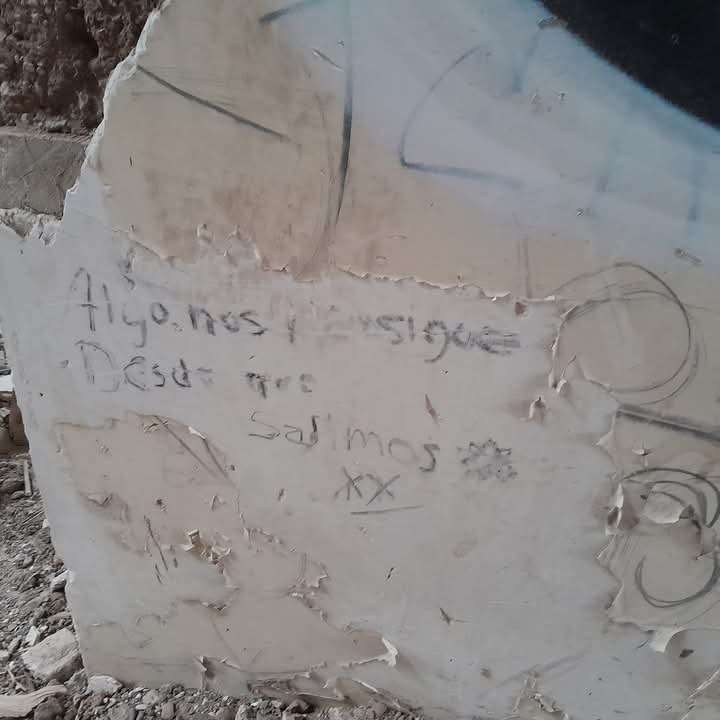 Algo nos persigue
Desde que
Salimos
xx